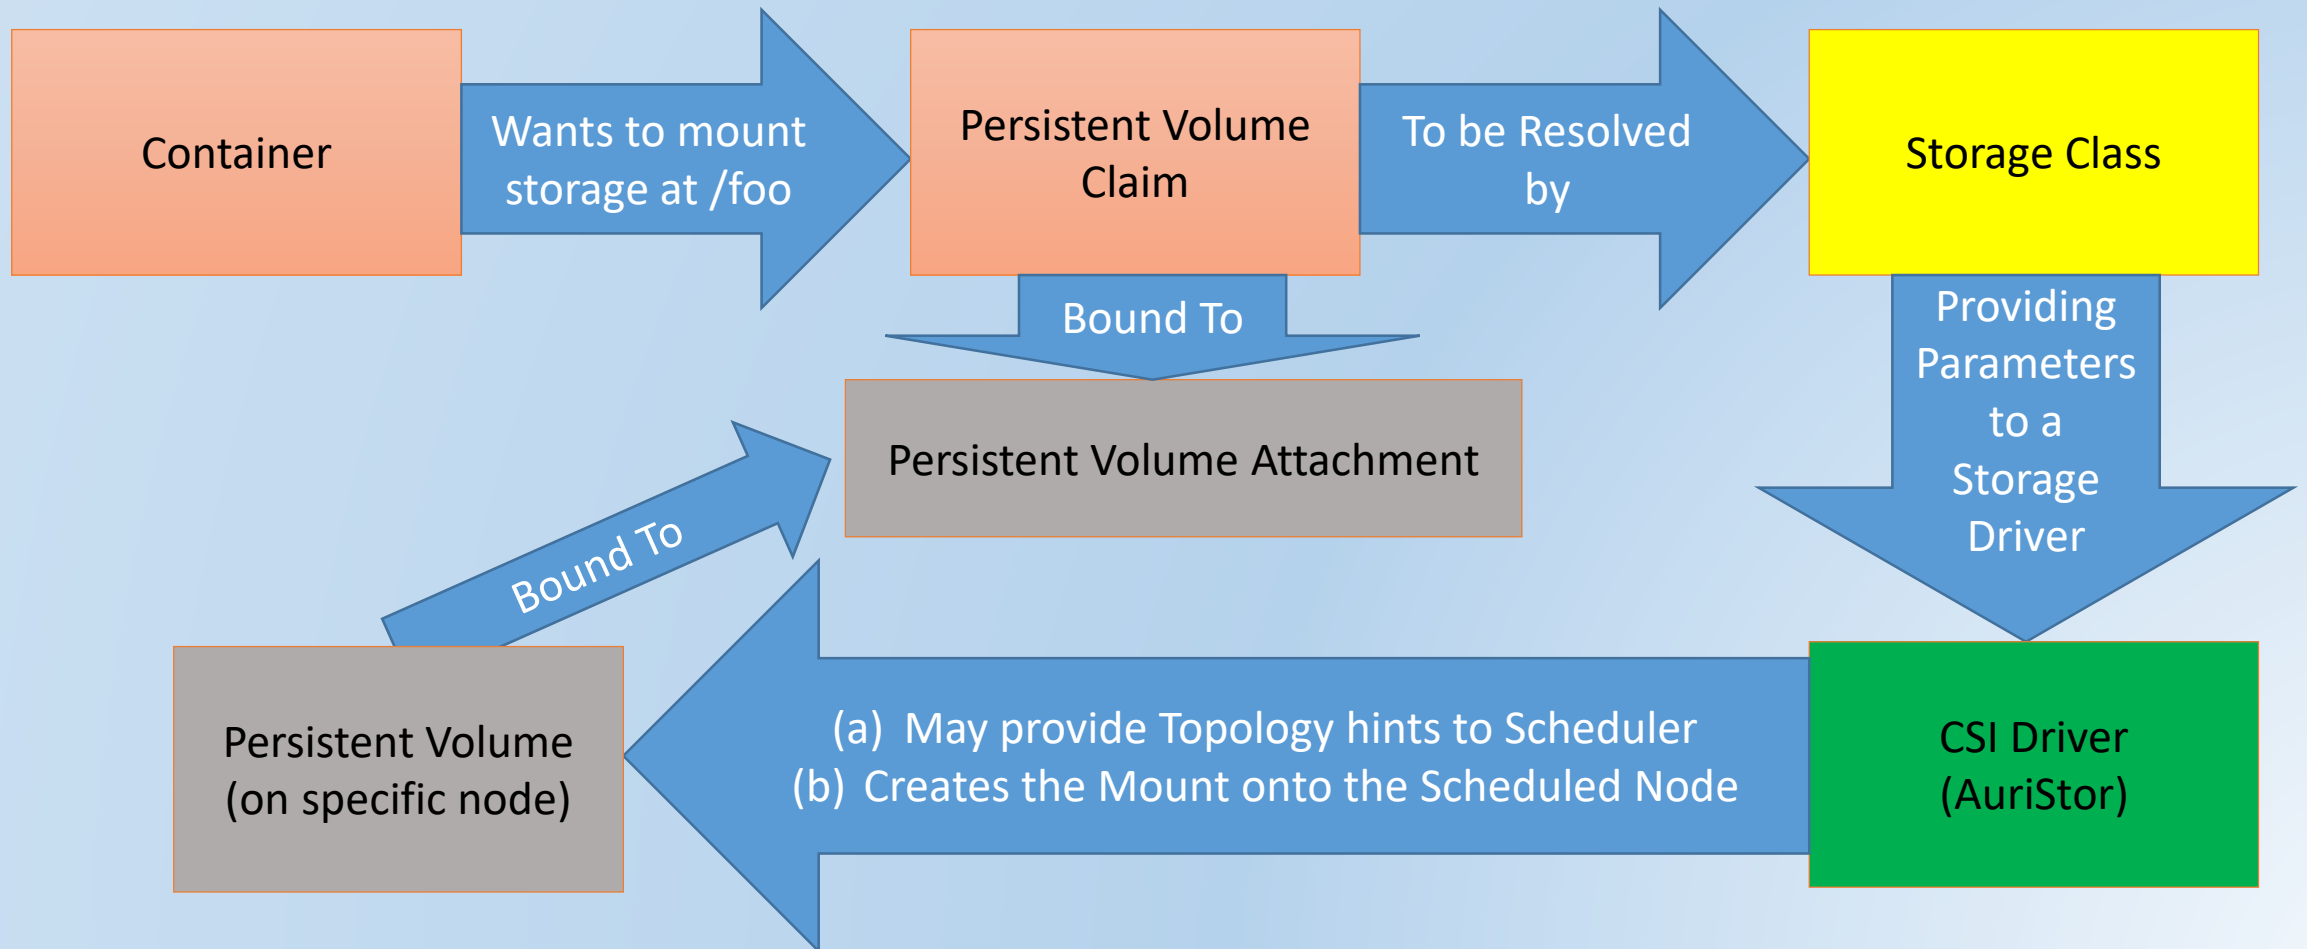 Container
Wants to mount
storage at /foo
Persistent Volume
Claim
To be Resolved
by
Storage Class
Bound To
Providing
Parameters
to a
Storage
Driver
Persistent Volume Attachment
Bound To
Persistent Volume
(on specific node)
(a) May provide Topology hints to Scheduler
(b) Creates the Mount onto the Scheduled Node
CSI Driver
(AuriStor)